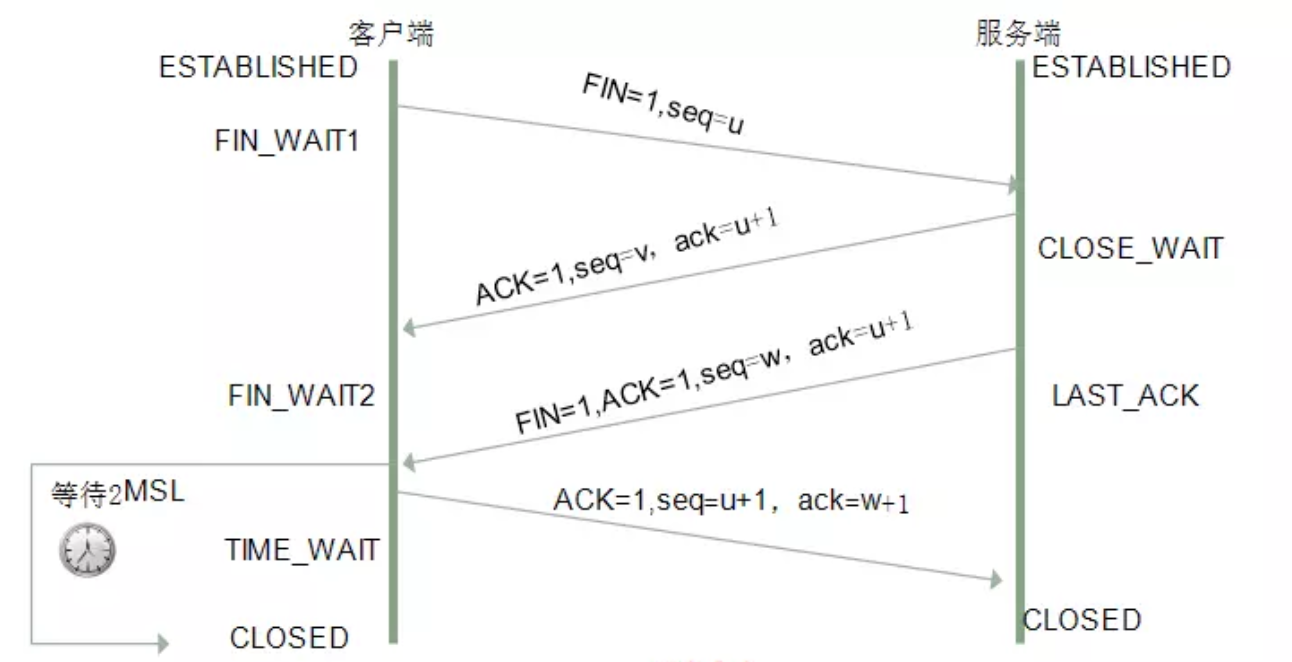 客户端
服务端
ESTABLISHED
ESTABLISHED
FIN=1,seq=u
FIN_WAIT1
ACK=1,seq=v，ack=u+1
CLOSE_WAIT
FIN=1,ACK=1,seq=w，ack=u+1
FIN_WAIT2
LAST_ACK
等待2MSL
ACK=1,seq=u+1，ack=w+1
TIME_WAIT
CLOSED
CLOSED